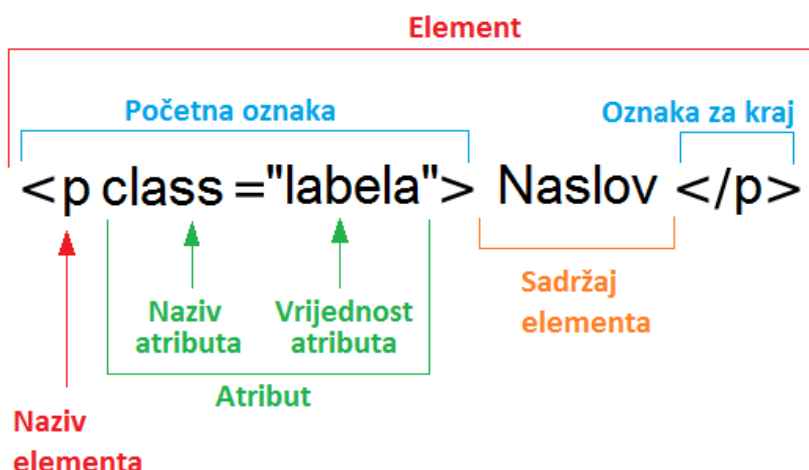 Element
Početna oznaka
Oznaka za kraj
<p class ="labela"> Naslov </p>
Naziv
atributa
Vrijednost
atributa
Sadržaj
elementa
Atribut
Naziv
elementa